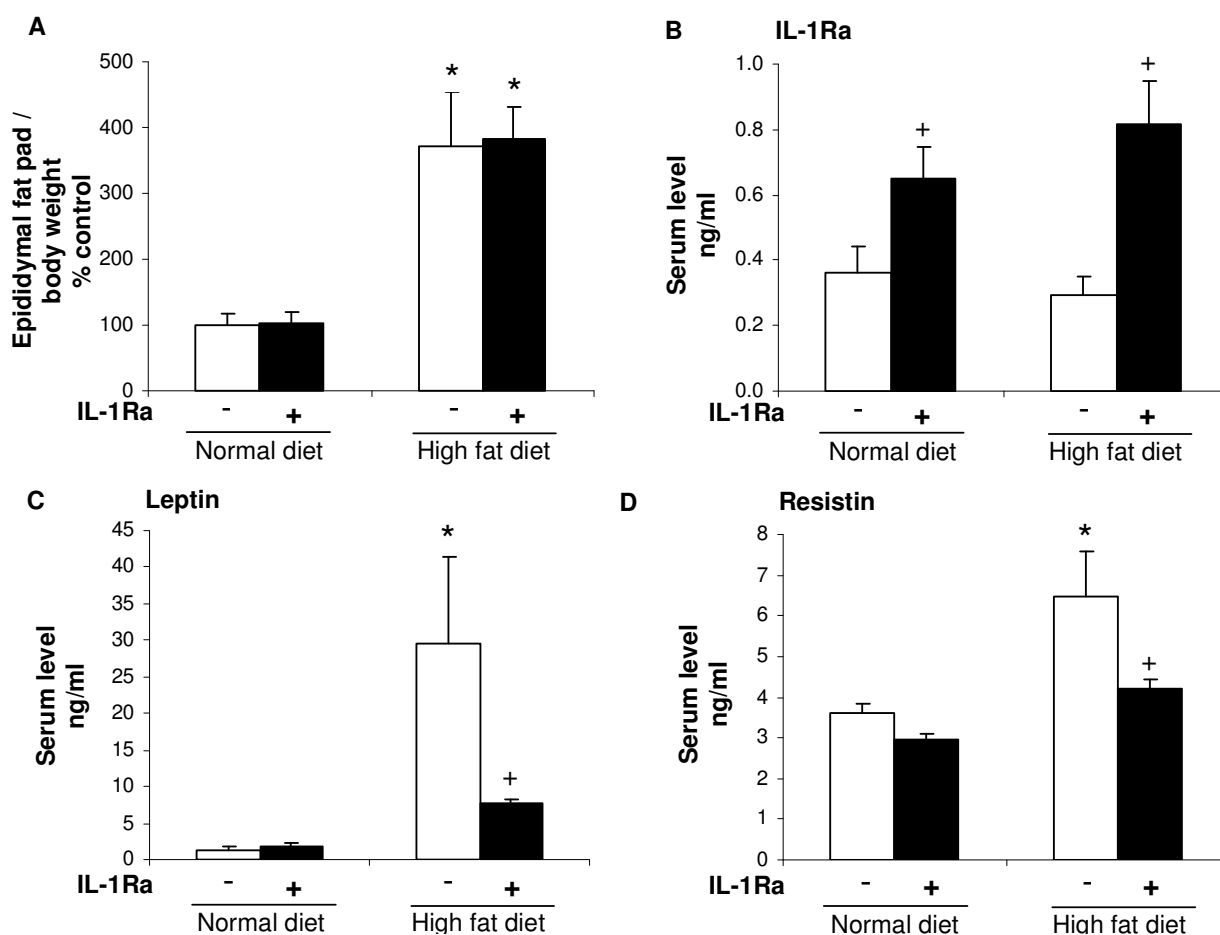 A
Epididymal fat pad /
body weight
% control
500
400
300
200
100
0
*
*
IL-1Ra
-
+
-
+
Normal diet
High fat diet
B
IL-1Ra
Serum level
ng/ml
1.0
0.8
0.6
0.4
0.2
0.0
+
+
IL-1Ra
-
+
-
+
Normal diet
High fat diet
C
Leptin
Serum level
ng/ml
45
40
35
30
25
20
15
10
5
0
*
+
IL-1Ra
-
+
-
+
Normal diet
High fat diet
D
Resistin
Serum level
ng/ml
8
7
6
5
4
3
2
1
0
*
+
IL-1Ra
-
+
-
+
Normal diet
High fat diet